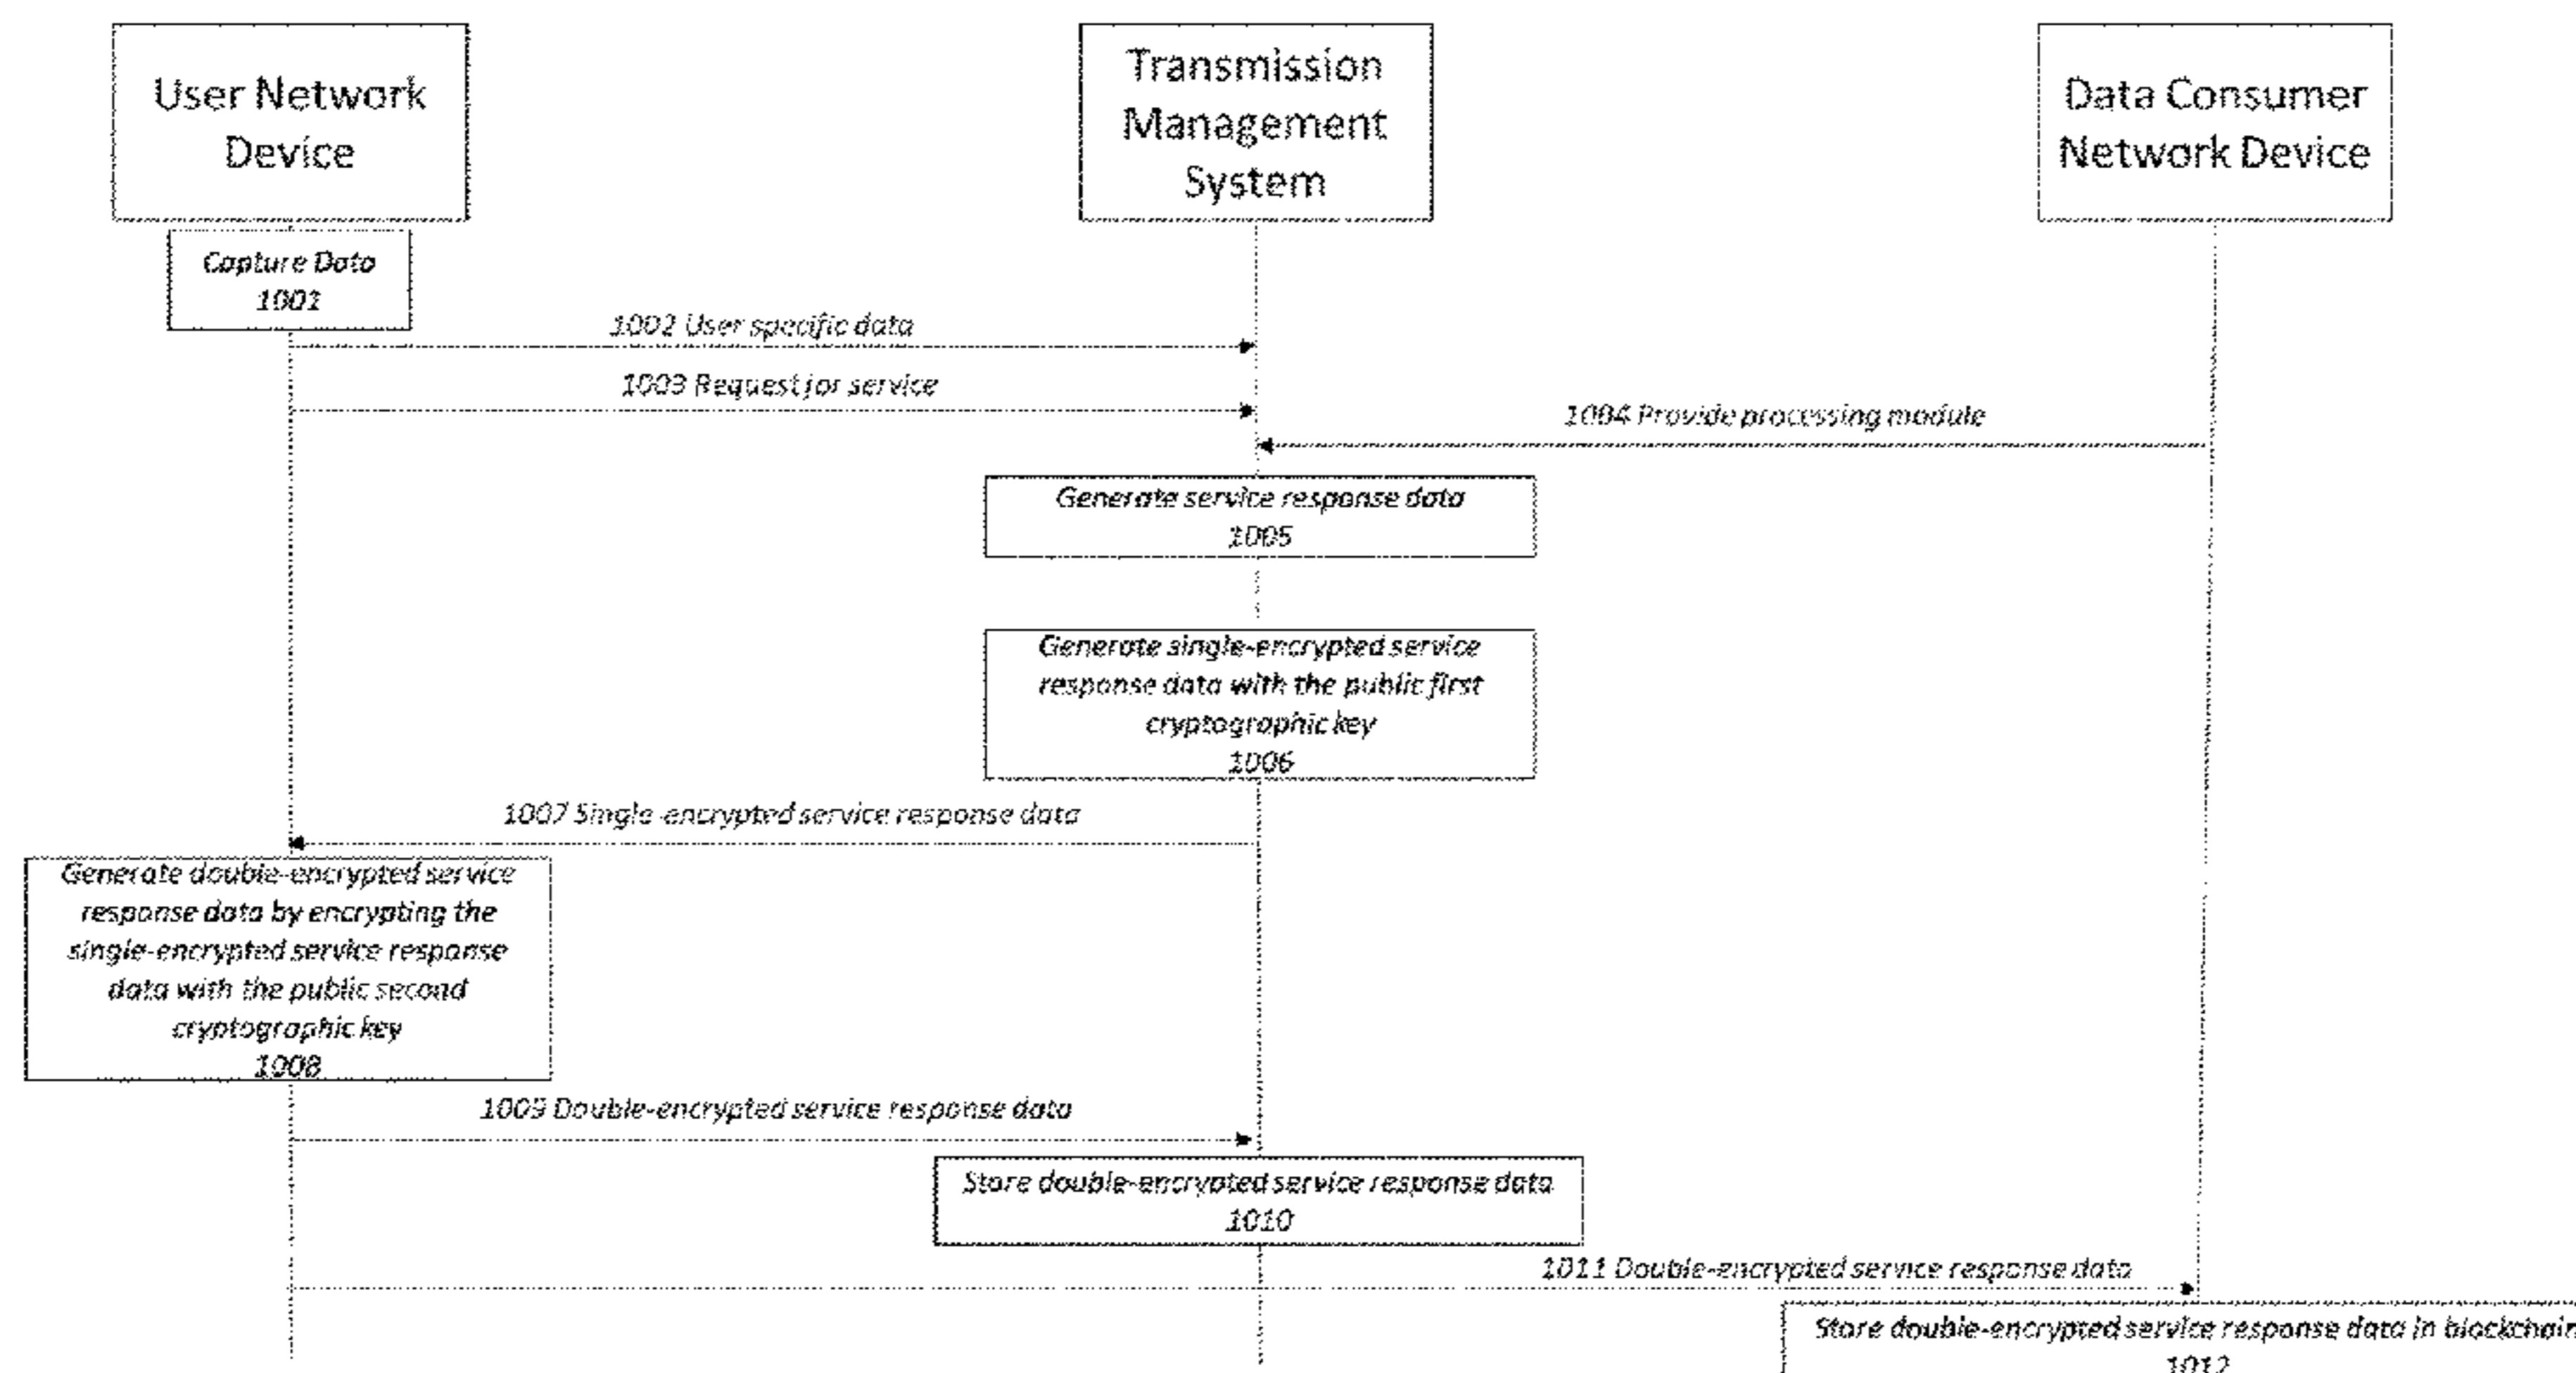 User Network
Device
Transmission
Management
System
Data Consumer
Network Device
Capture Data
1001
1002 User specific data
1003 Request for service
1004 Provide processing module
Generate service response data
1005
Generate single-encrypted service
response data with the public first
cryptographic key
1006
1007 Single-encrypted service response data
Generate double-encrypted service
response data by encrypting the
single-encrypted service response
data with the public second
cryptographic key
1008
1009 Double-encrypted service response data
Store double-encrypted service response data
1010
1011 Double-encrypted service response data
Store double-encrypted service response data in blockchain
1012